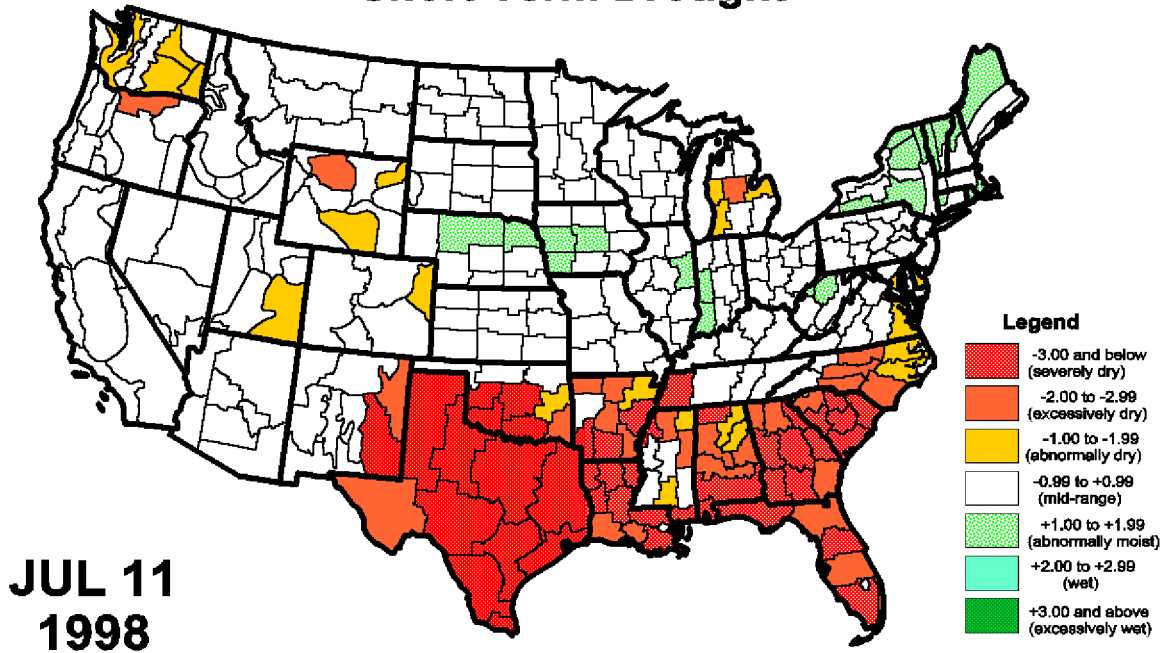 Legend
-3.00 and below
(severely dry)
-2.00 to -2.99
(excessively dry)
-1.00 to -1.99
(abnormally dry)
-0.99 to +0.99
(mid-range)
+1.00 to +1.99
(abnormally moist)
+2.00 to +2.99
(wet)
+3.00 and above
(excessively wet)
JUL 11
1998